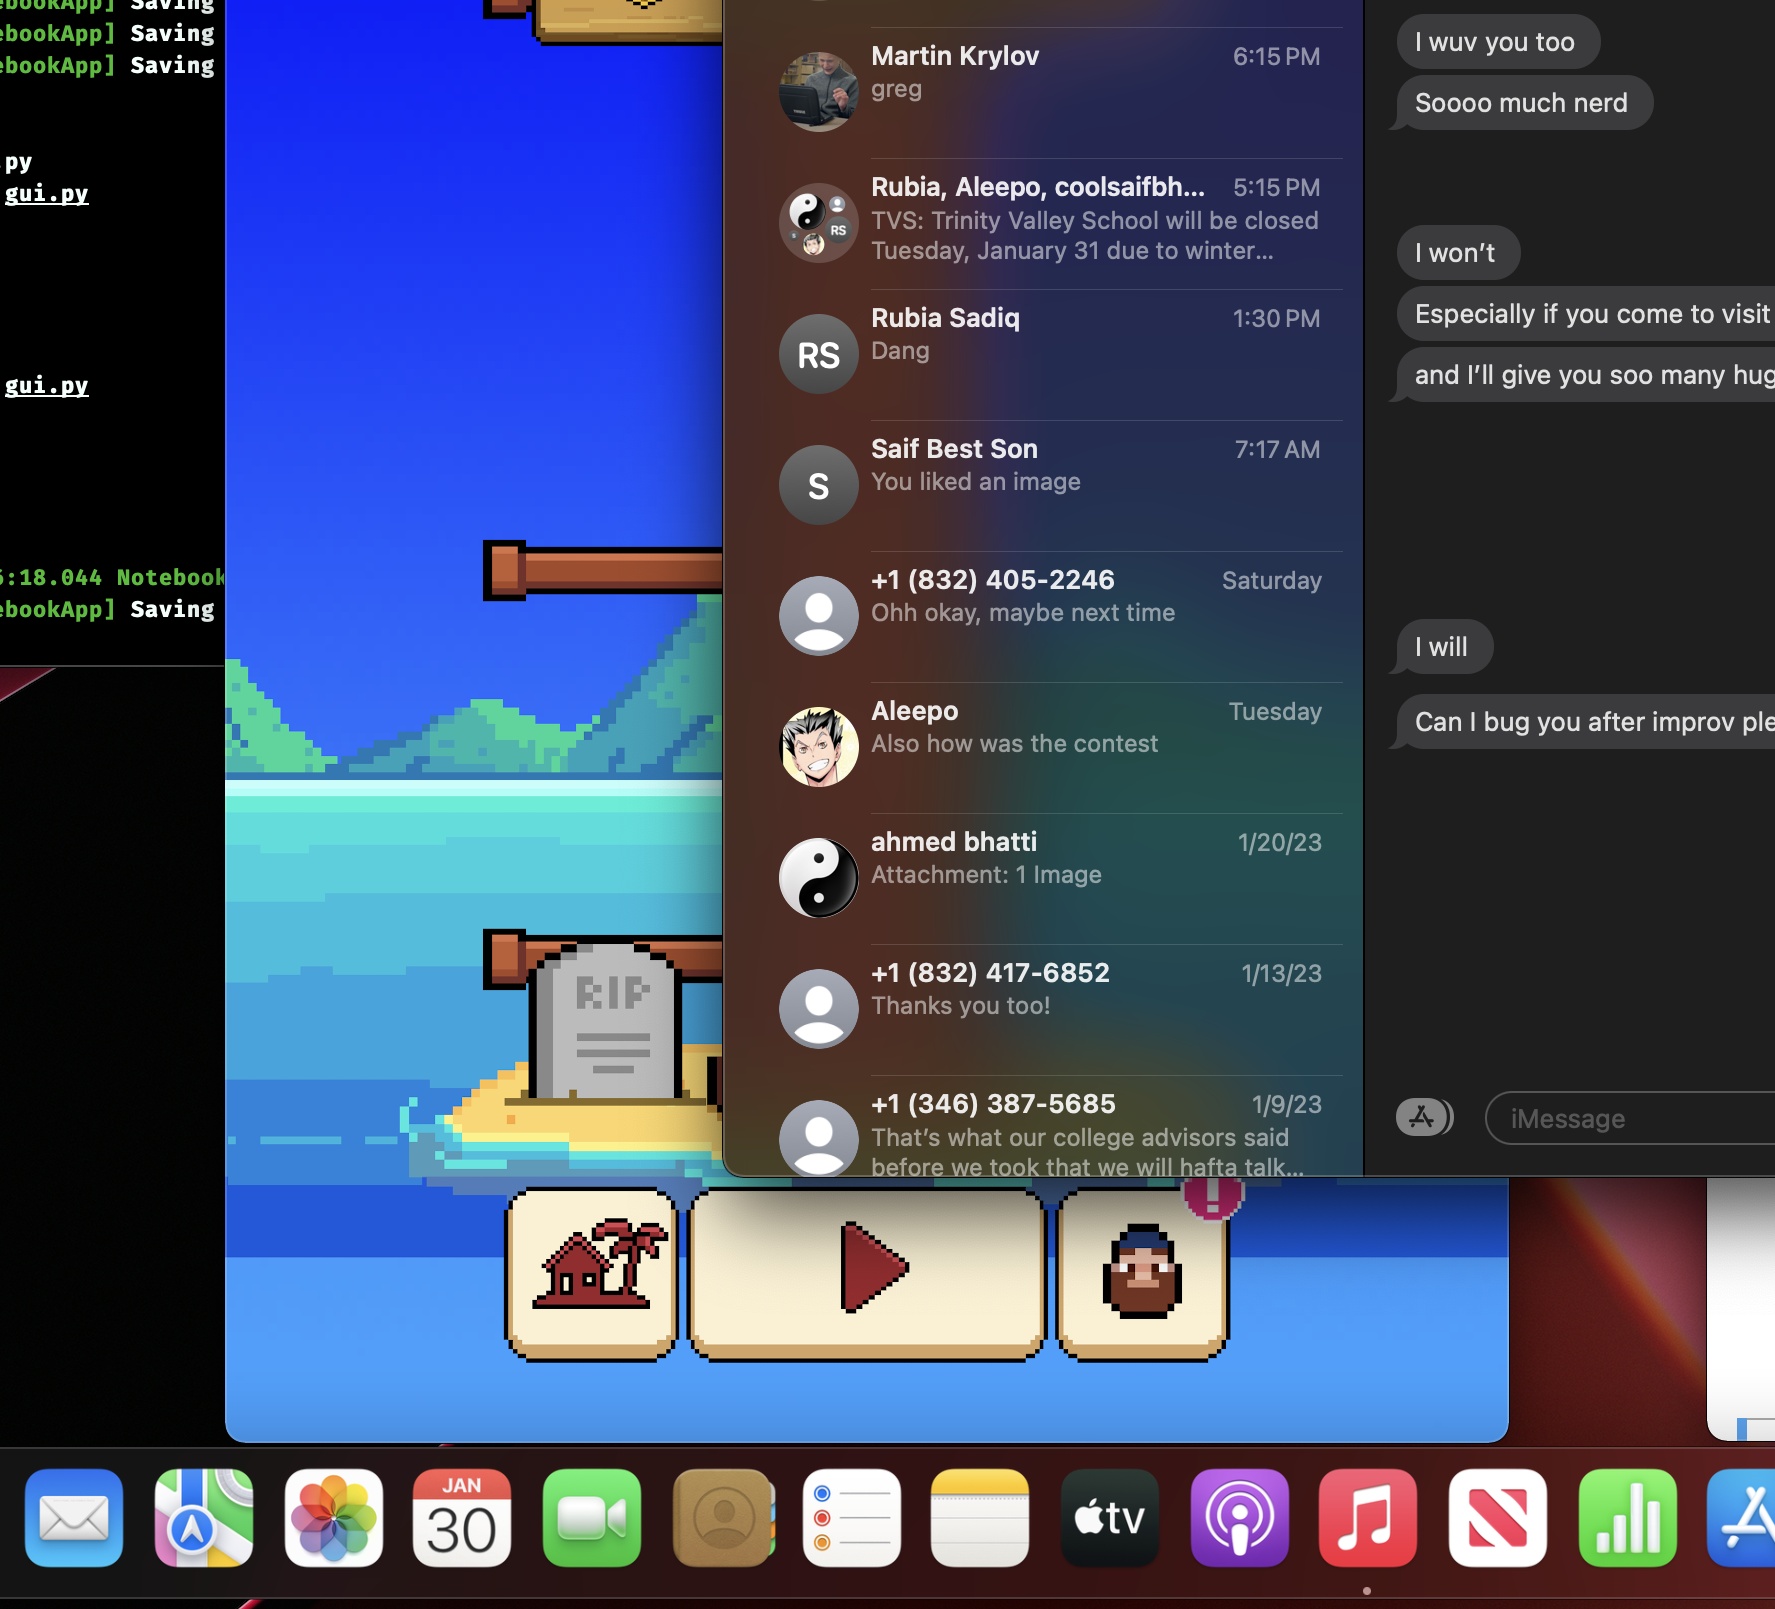 ebookApp] Saving
ebookApp] Saving
ebookApp] Saving
.py
gui.py
gui.py
6:18.044 Notebook
ebookApp] Saving
RIP
Martin Krylov
6:15 PM
greg
Rubia, Aleepo, coolsaifbh...
5:15 PM
RS
TVS: Trinity Valley School will be closed
Tuesday, January 31 due to winter...
RS
Rubia Sadiq
1:30 PM
Dang
S
Saif Best Son
7:17 AM
You liked an image
+1 (832) 405-2246
Saturday
Ohh okay, maybe next time
Aleepo
Tuesday
Also how was the contest
ahmed bhatti
1/20/23
Attachment: 1 Image
+1 (832) 417-6852
1/13/23
Thanks you too!
+1 (346) 387-5685
1/9/23
That's what our college advisors said
before we took that we will hafta talk...
I wuv you too
Soooo much nerd
I won't
Especially if you come to visit
and I'll give you soo many hug
I will
Can I bug you after improv ple
iMessage
!
JAN
30
tv